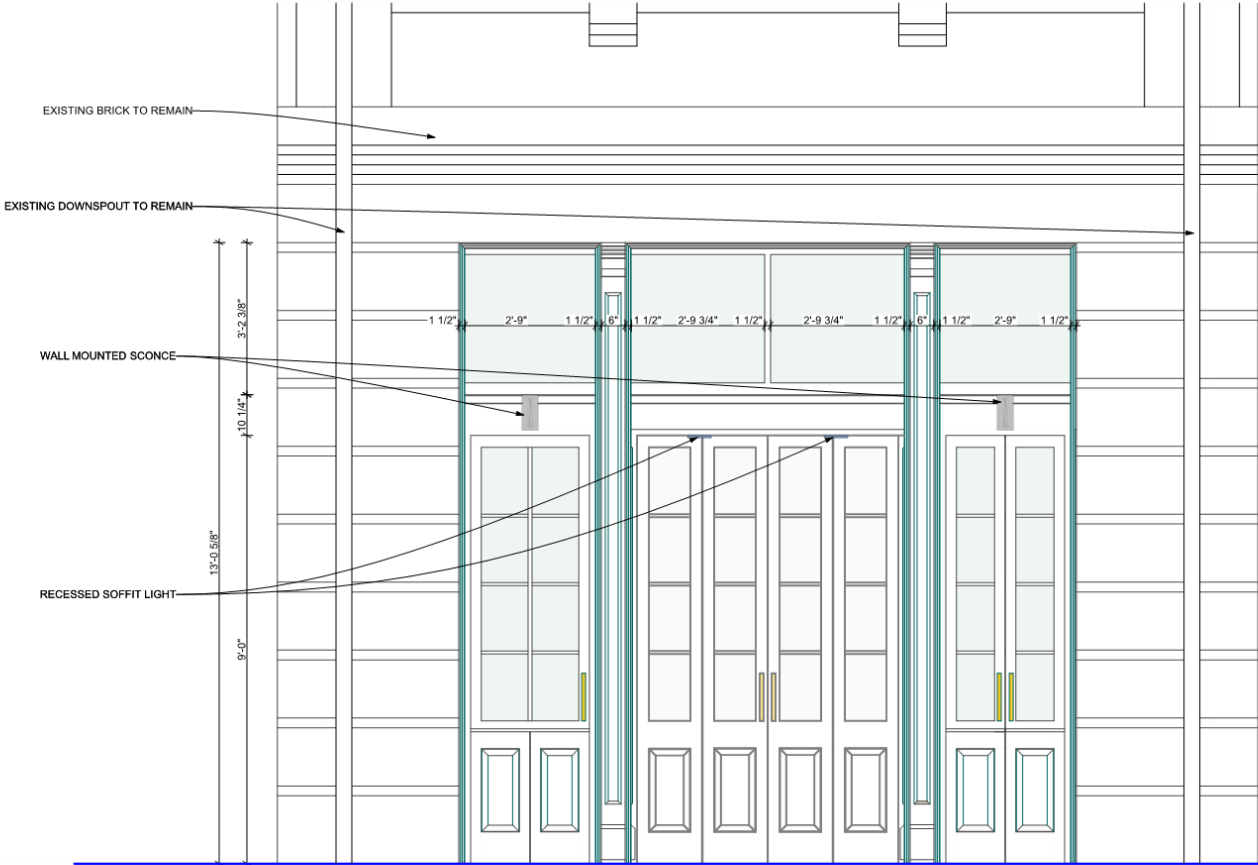 EXISTING BRICK TO REMAIN
EXISTING DOWNSPOUT TO REMAIN
3'-2 3/8"
1 1/2" 2'-9" 1 1/2" 6" 1 1/2" 2'-9 3/4" 1 1/2" 2'-9 3/4" 1 1/2" 6" 1 1/2" 2'-9" 1 1/2"
WALL MOUNTED SCONCE
10 1/4"
13'-0 5/8"
RECESSED SOFFIT LIGHT
9'-0"